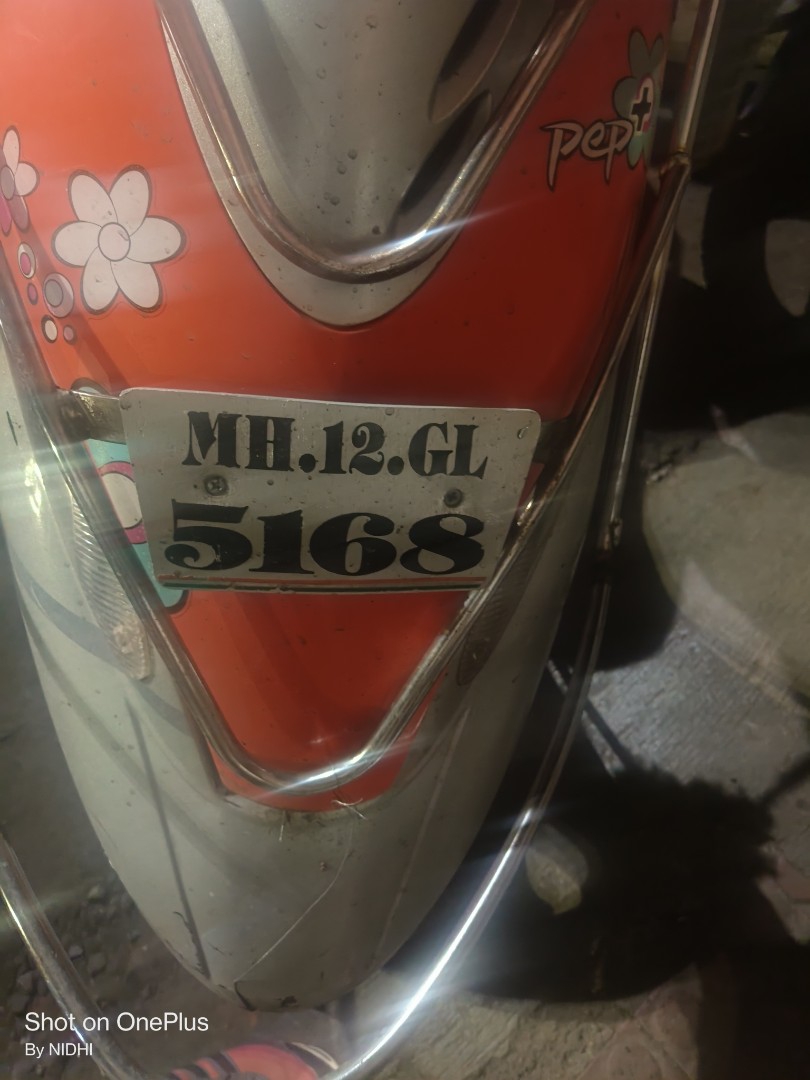 pep+
MH.12.GL
5168
Shot on OnePlus
By NIDHI